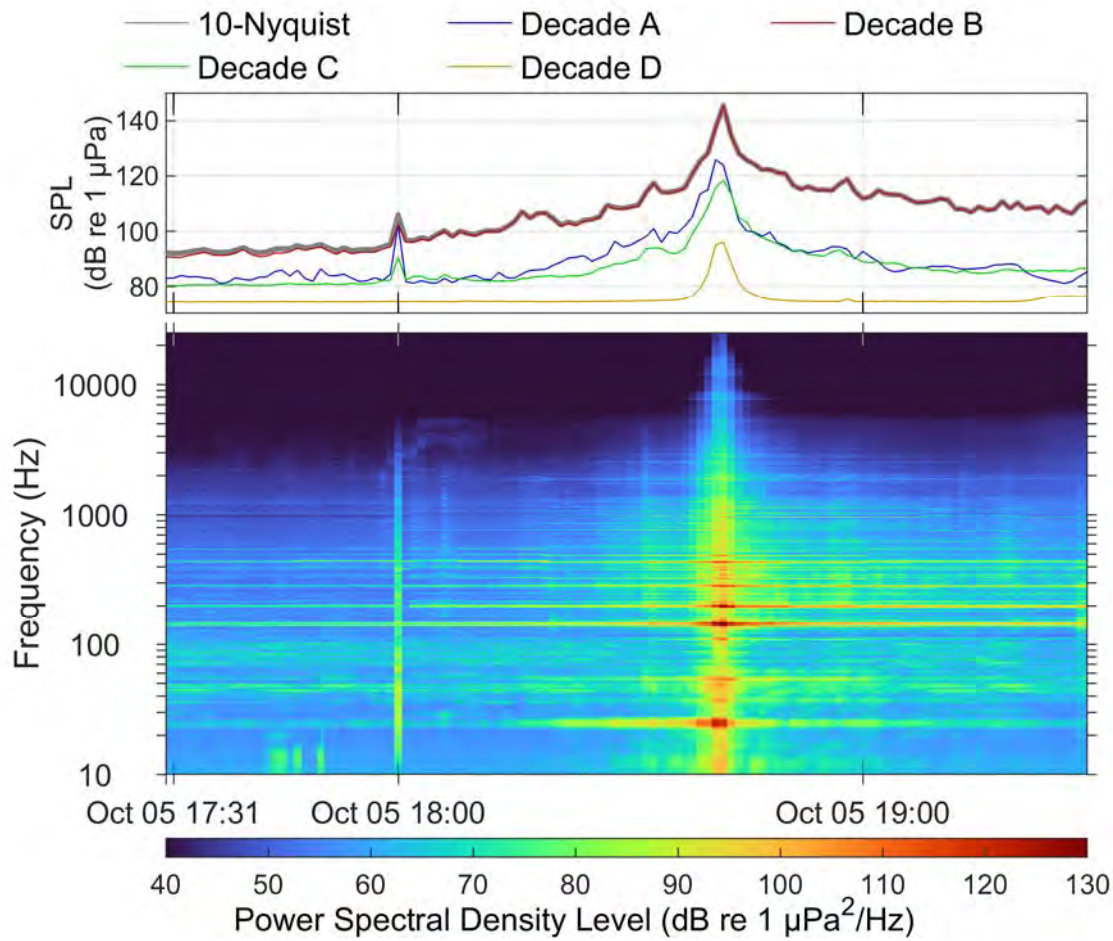 10-Nyquist Decade A Decade B
Decade C Decade D
140
120
100
80
SPL
(dB re 1 µPa)
10000
1000
100
10
Frequency (Hz)
Oct 05 17:31 Oct 05 18:00 Oct 05 19:00
40 50 60 70 80 90 100 110 120 130
Power Spectral Density Level (dB re 1 µPa²/Hz)